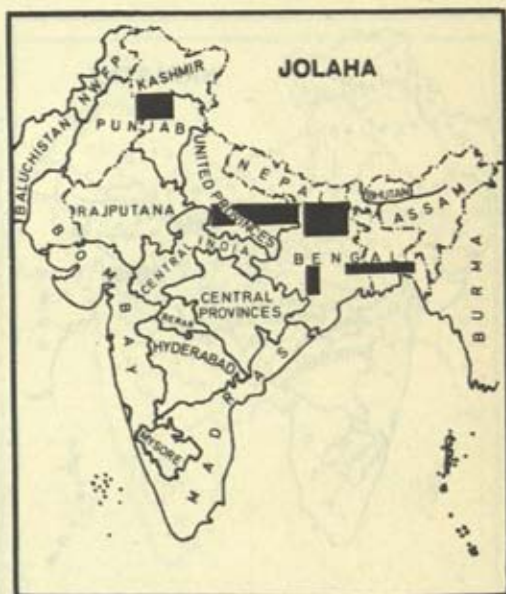 JOLAHA
KASHMIR
NWFP
PUNJAB
BALUCHISTAN
UNITED PROVINCES
NEPAL
BHUTAN
ASSAM
RAJPUTANA
CENTRAL INDIA
BENGAL
BOMBAY
CENTRAL
PROVINCES
BERAR
HYDERABAD
BURMA
MADRAS
MYSORE